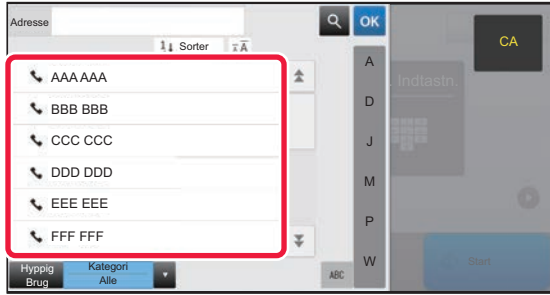 Adresse
OK
CA
1↓ Sorter
A
AAA AAA
A
Indtastn.
BBB BBB
D
CCC CCC
J
DDD DDD
M
EEE EEE
P
FFF FFF
W
Hyppig
Brug
Kategori
Alle
ABC
Start